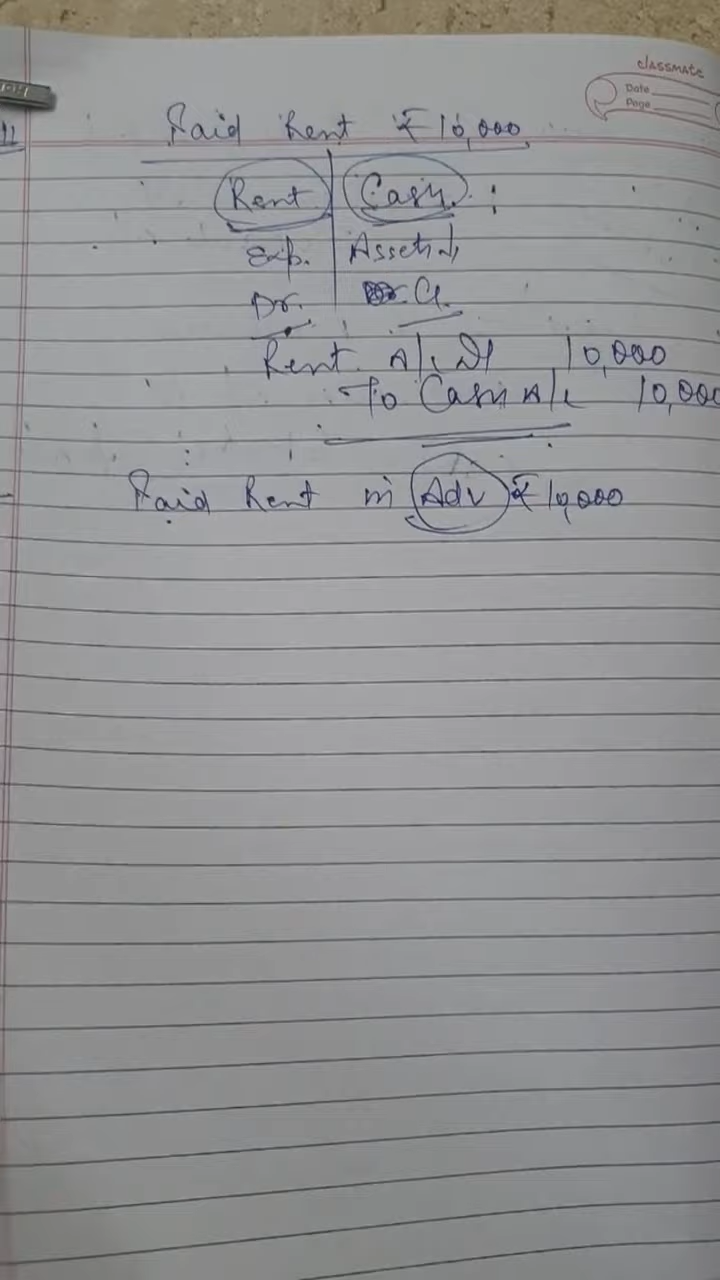 classmate
Date
Page
11
Paid Rent ₹ 10,000
Rent Cash :
Exp. Asset ↓
Dr. Cr.
Rent A/c Dr 10,000
To Cash A/c 10,000
Paid Rent in Adv ₹ 10,000